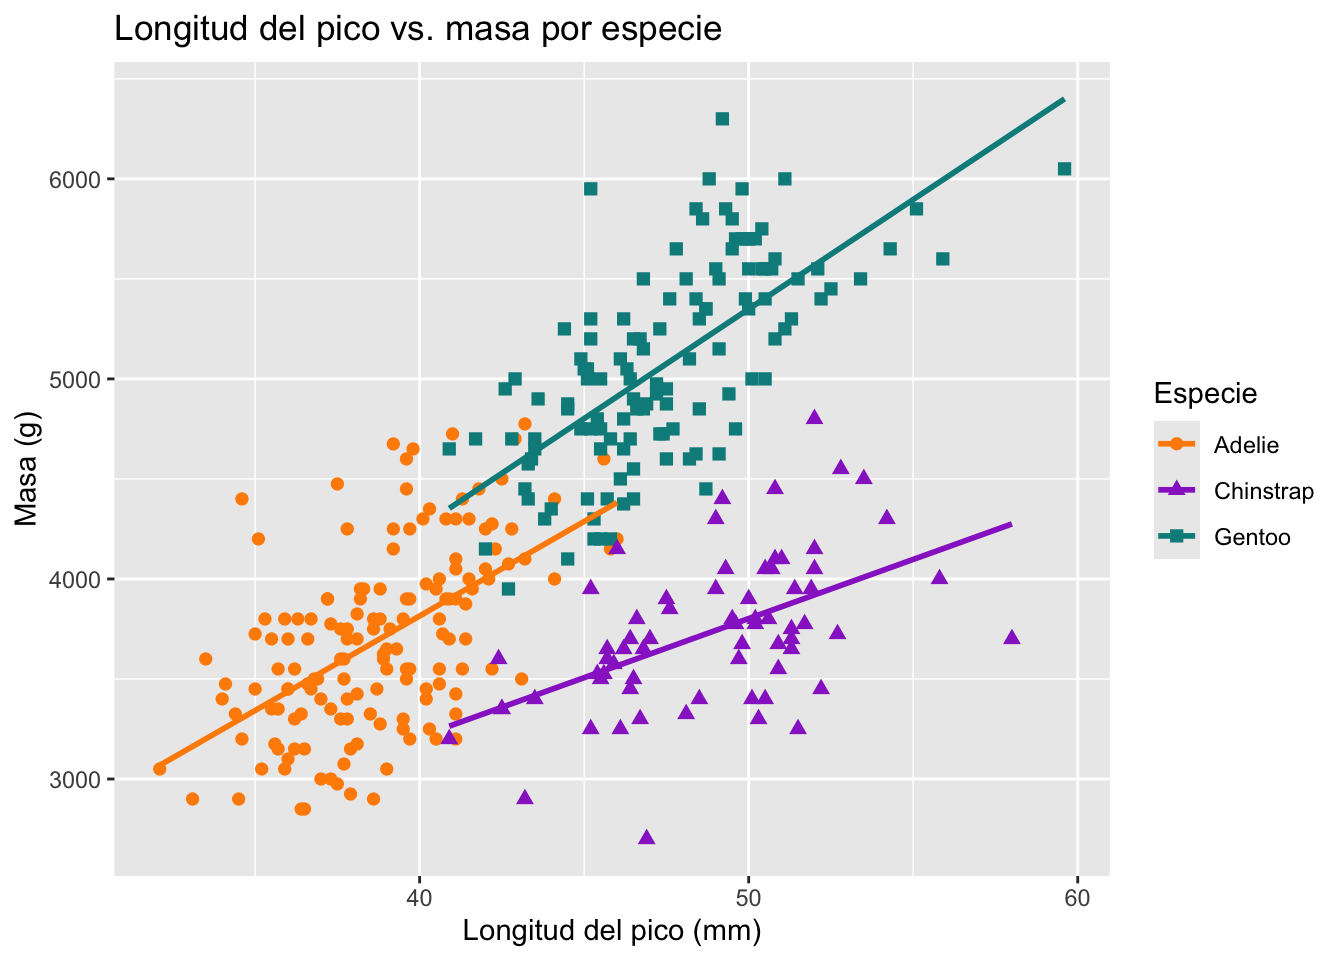 Longitud del pico vs. masa por especie
Masa (g)
6000
5000
4000
3000
40
50
60
Longitud del pico (mm)
Especie
Adelie
Chinstrap
Gentoo